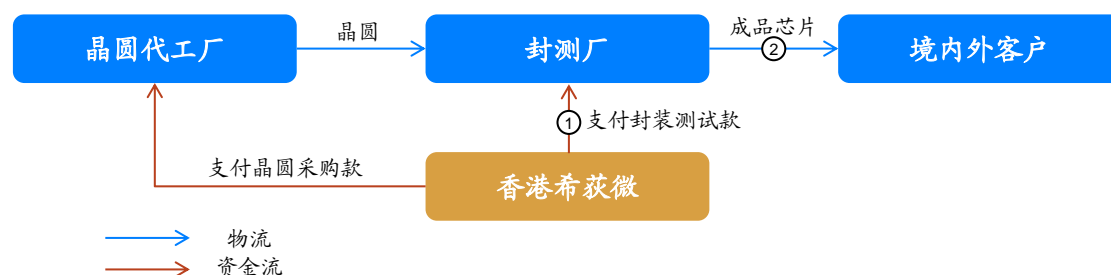 晶圆代工厂
晶圆
封测厂
成品芯片
②
境内外客户
①
支付封装测试款
支付晶圆采购款
香港希荻微
物流
资金流